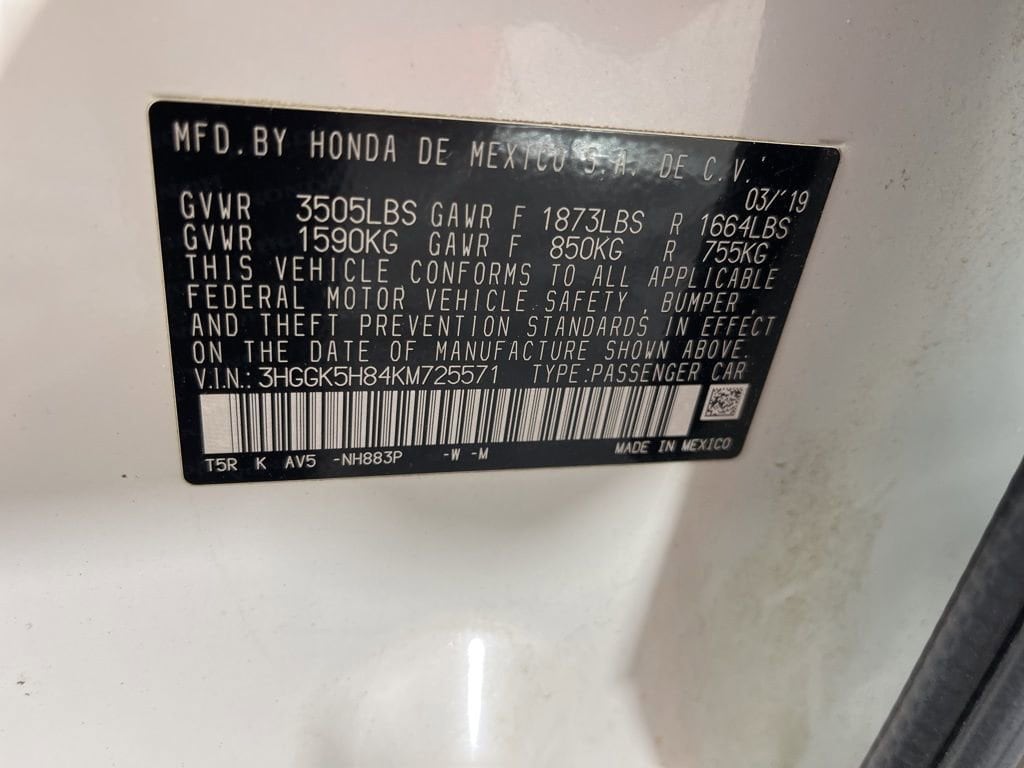 MFD.BY HONDA DE MEXICO S.A. DE C.V.
03/'19
GVWR 3505LBS GAWR F 1873LBS R 1664LBS
GVWR 1590KG GAWR F 850KG R 755KG
THIS VEHICLE CONFORMS TO ALL APPLICABLE
FEDERAL MOTOR VEHICLE SAFETY , BUMPER ,
AND THEFT PREVENTION STANDARDS IN EFFECT
ON THE DATE OF MANUFACTURE SHOWN ABOVE.
V.I.N.: 3HGGK5H84KM725571 TYPE:PASSENGER CAR
MADE IN MEXICO
T5R K AV5 -NH883P -W -M